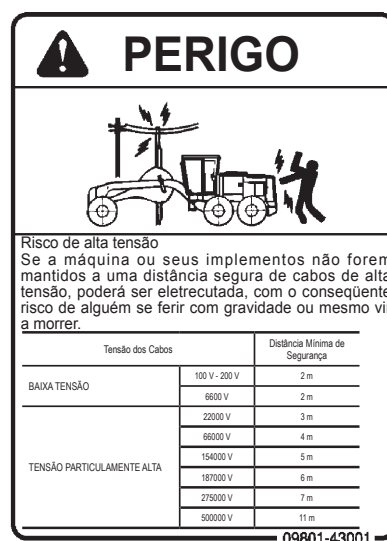 PERIGO
Risco de alta tensão
Se a máquina ou seus implementos não forem
mantidos a uma distância segura de cabos de alta
tensão, poderá ser eletrecutada, com o conseqüente
risco de alguém se ferir com gravidade ou mesmo vir
a morrer.
Tensão dos Cabos Distância Mínima de
Segurança
BAIXA TENSÃO 100 V - 200 V 2 m
6600 V 2 m
TENSÃO PARTICULAMENTE ALTA 22000 V 3 m
66000 V 4 m
154000 V 5 m
187000 V 6 m
275000 V 7 m
500000 V 11 m
09801-43001